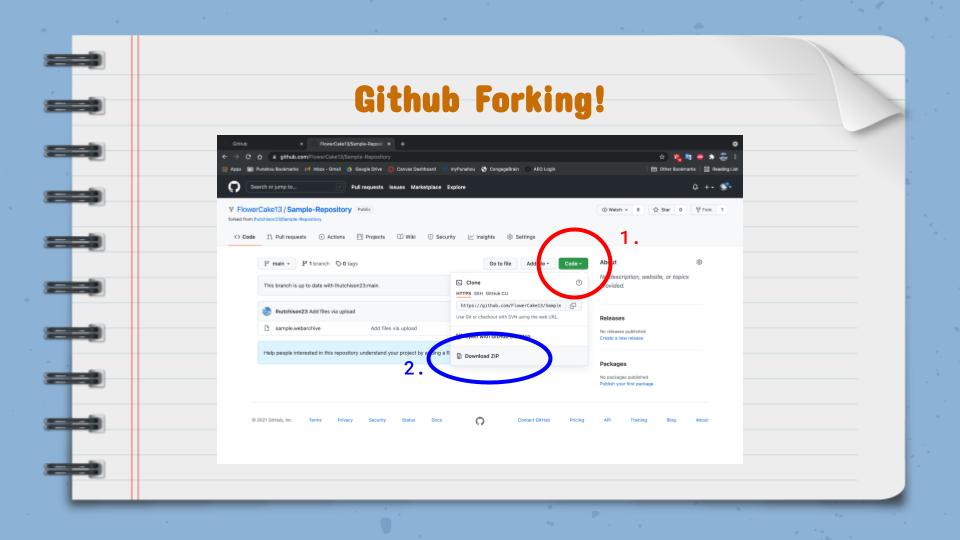 Github Forking!
GitHub
FlowerCake13/Sample-Reposit
github.com/FlowerCake13/Sample-Repository
Apps Punahou Bookmarks Inbox - Gmail Google Drive Canvas Dashboard myPunahou CengageBrain AEO Login Other Bookmarks Reading List
Search or jump to... / Pull requests Issues Marketplace Explore
FlowerCake13 / Sample-Repository Public
Watch 0 Star 0 Fork 1
forked from lhutchison23/Sample-Repository
Code Pull requests Actions Projects Wiki Security Insights Settings
1.
main 1 branch 0 tags Go to file Code About
This branch is up to date with lhutchison23:main.
Clone
HTTPS SSH GitHub CLI
https://github.com/FlowerCake13/Sample
Use Git or checkout with SVN using the web URL.
Download ZIP
2.
lhutchison23 Add files via upload
sample.webarchive Add files via upload
Help people interested in this repository understand your project by adding a R
No description, website, or topics
provided.
Releases
No releases published
Create a new release
Packages
No packages published
Publish your first package
© 2021 GitHub, Inc. Terms Privacy Security Status Docs Contact GitHub Pricing API Training Blog About